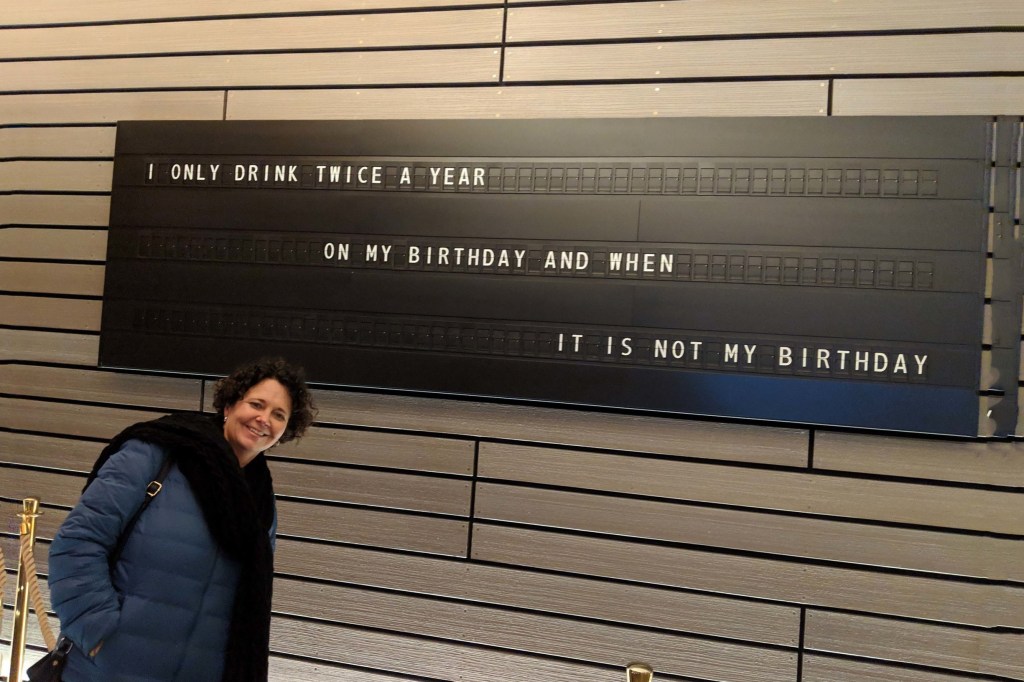 I ONLY DRINK TWICE A YEAR
ON MY BIRTHDAY AND WHEN
IT IS NOT MY BIRTHDAY